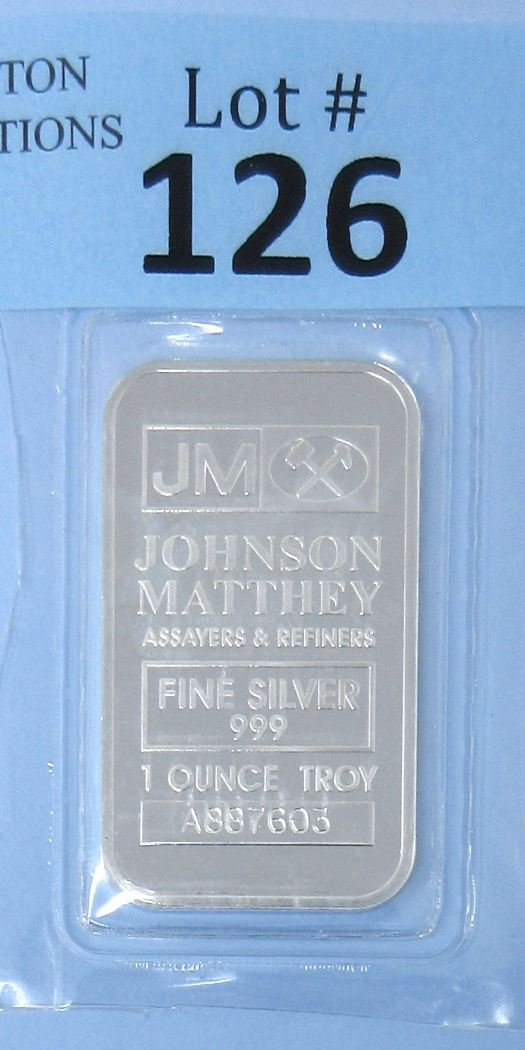 TON
TIONS
Lot #
126
JM
JOHNSON
MATTHEY
ASSAYERS & REFINERS
FINE SILVER
999
1 OUNCE TROY
A887603